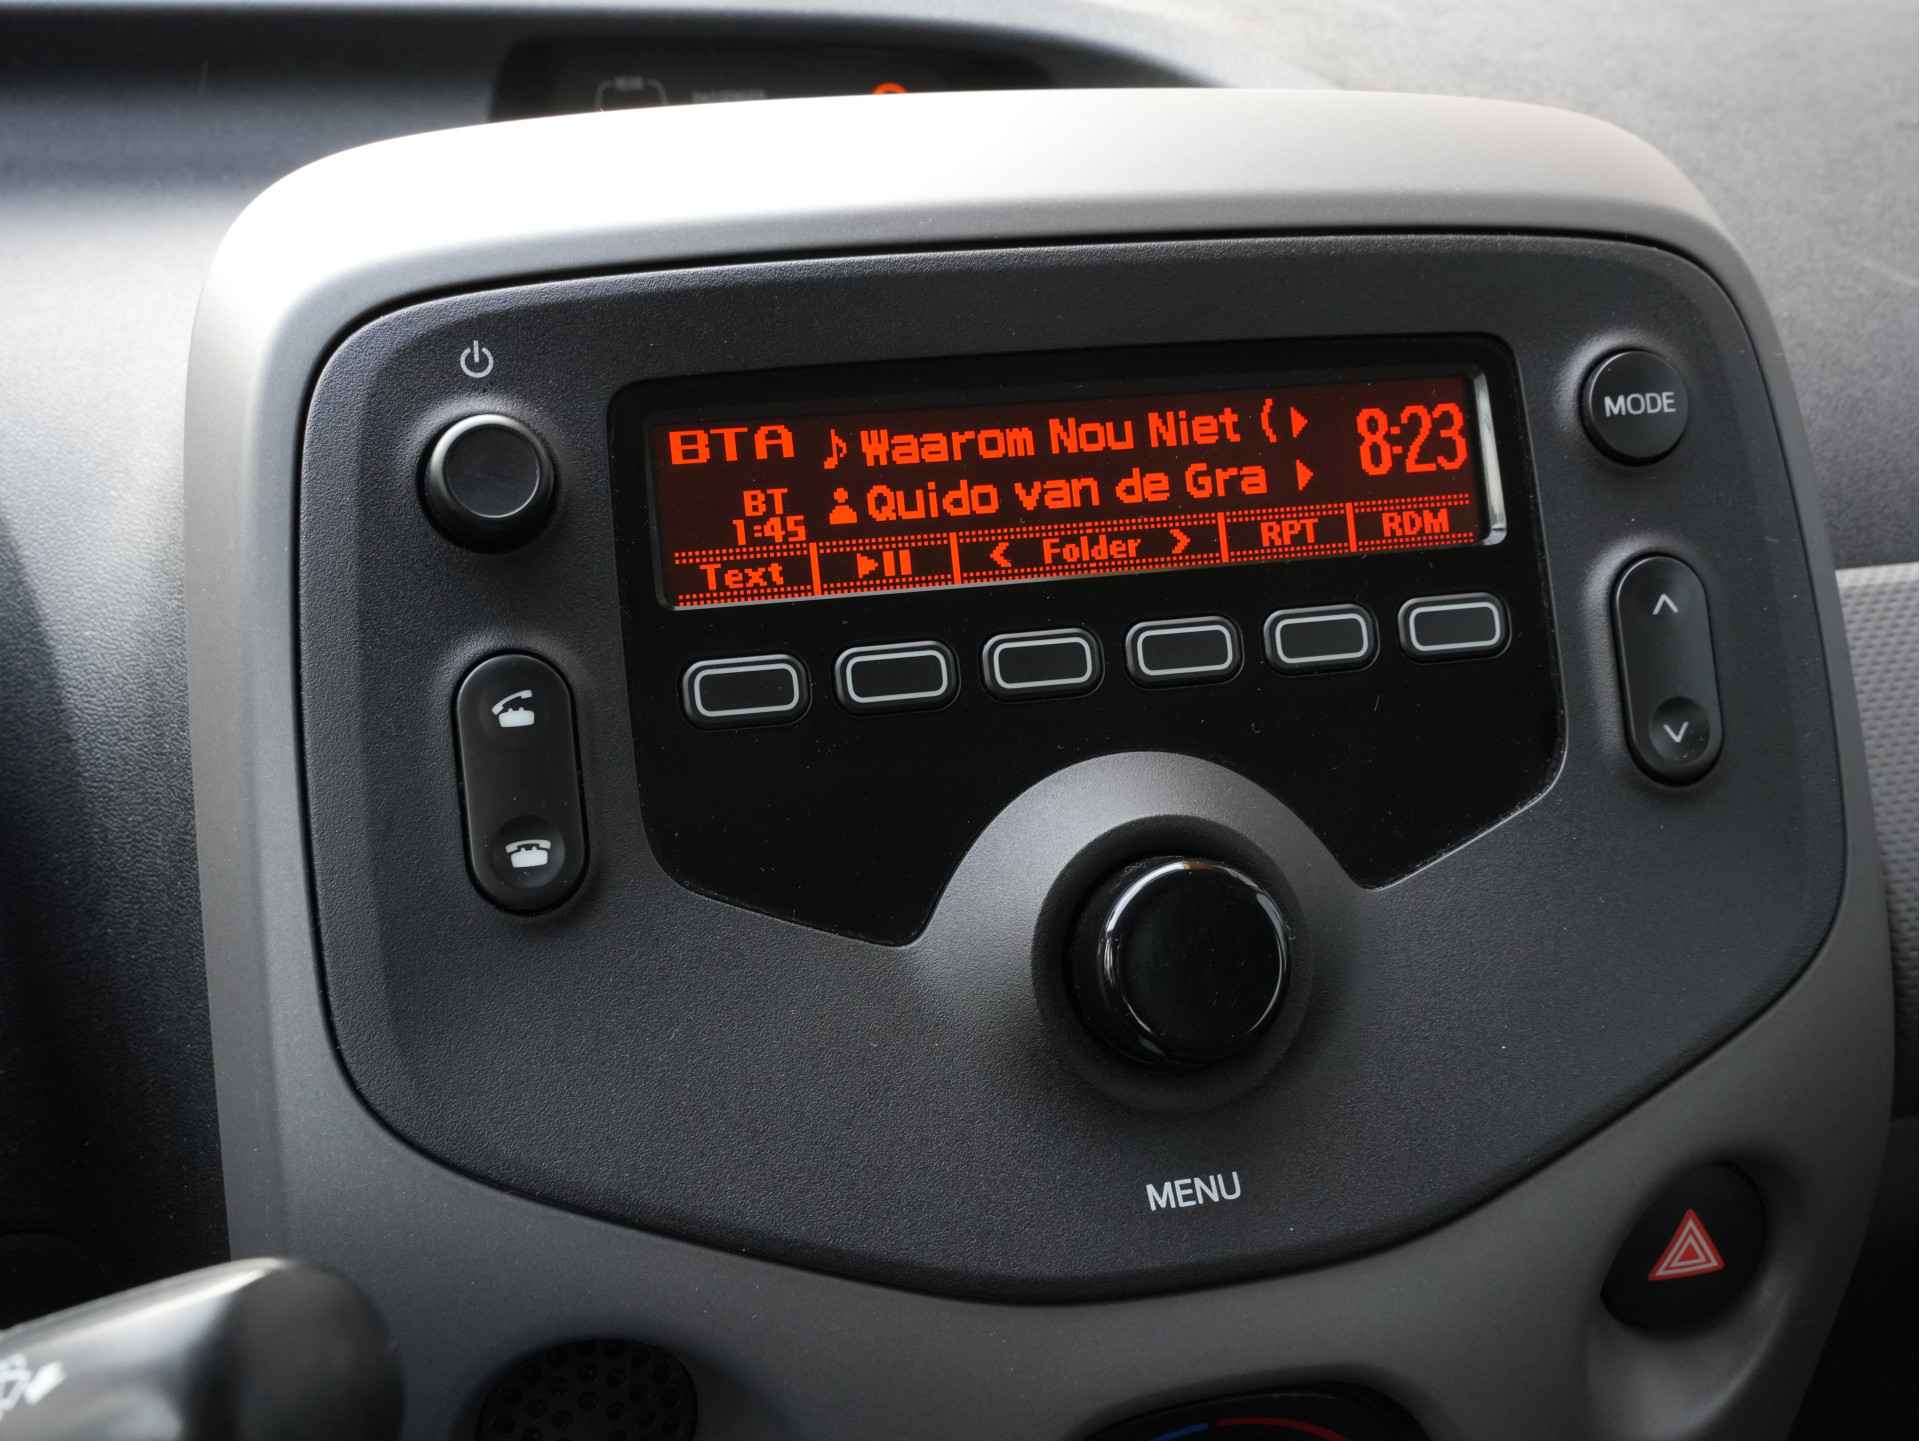 BTA ♪ Waarom Nou Niet ( 8:23
BT Quido van de Gra
1:45
Text < Folder > RPT RDM
MODE
MENU